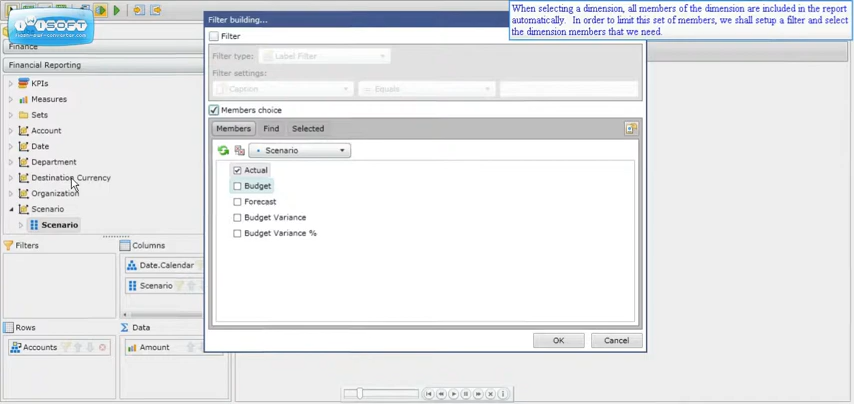 When selecting a dimension, all members of the dimension are included in the report
automatically. In order to limit this set of members, we shall setup a filter and select
the dimension members that we need.
iWiSOFT
Finance
Financial Reporting
KPIs
Measures
Sets
Account
Date
Department
Destination Currency
Organization
Scenario
Scenario
Filters
Columns
Date.Calendar
Scenario
Rows
Data
Accounts
Amount
Filter building...
Filter
Filter type:
Label Filter
Filter settings:
Caption
Equals
Members choice
Members
Find
Selected
Scenario
Actual
Budget
Forecast
Budget Variance
Budget Variance %
OK
Cancel